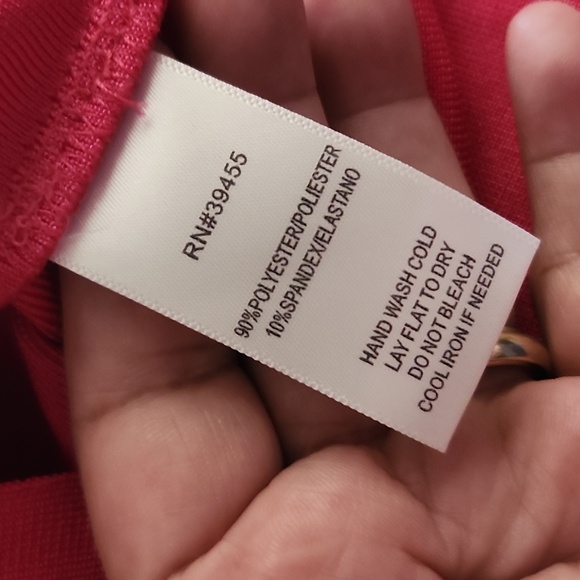 RN#39455
90%POLYESTER/POLIESTER
10%SPANDEX/ELASTANO
HAND WASH COLD
LAY FLAT TO DRY
DO NOT BLEACH
COOL IRON IF NEEDED